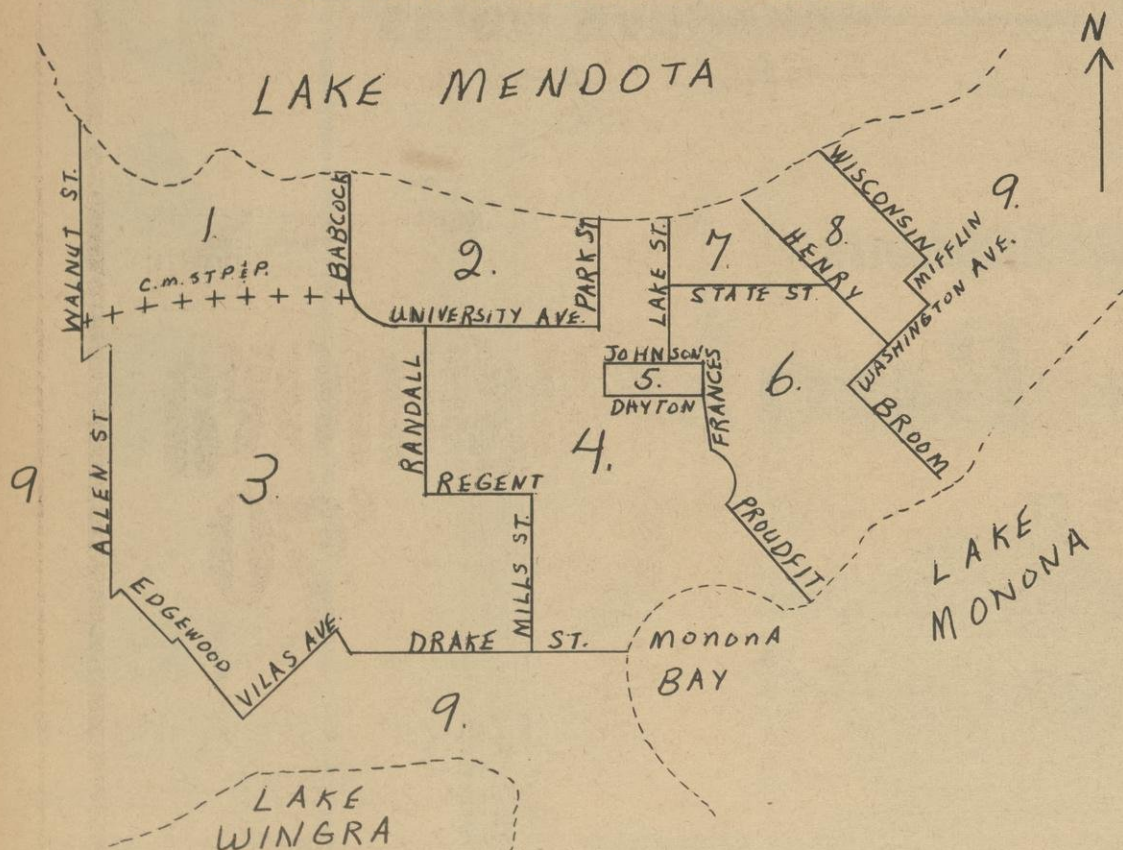 N
LAKE MENDOTA
WALNUT ST.
1.
C.M. ST P. & P.
BABCOCK
2.
UNIVERSITY AVE.
PARK ST
LAKE ST.
7.
STATE ST.
HENRY
8.
WISCONSIN
MIFFLIN
9.
WASHINGTON AVE.
JOHNSON
5.
DAYTON
FRANCES
6.
BROOM
ALLEN ST
9
3.
RANDALL
REGENT
4.
MILLS ST.
PROUDFIT
LAKE
MONONA
EDGEWOOD
VILAS AVE.
DRAKE ST.
MONONA
BAY
9.
LAKE
WINGRA